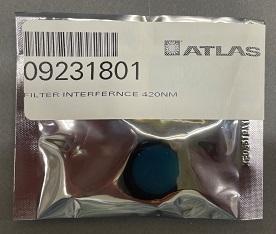 ATLAS
09231801
FILTER INTERFERNCE 420NM